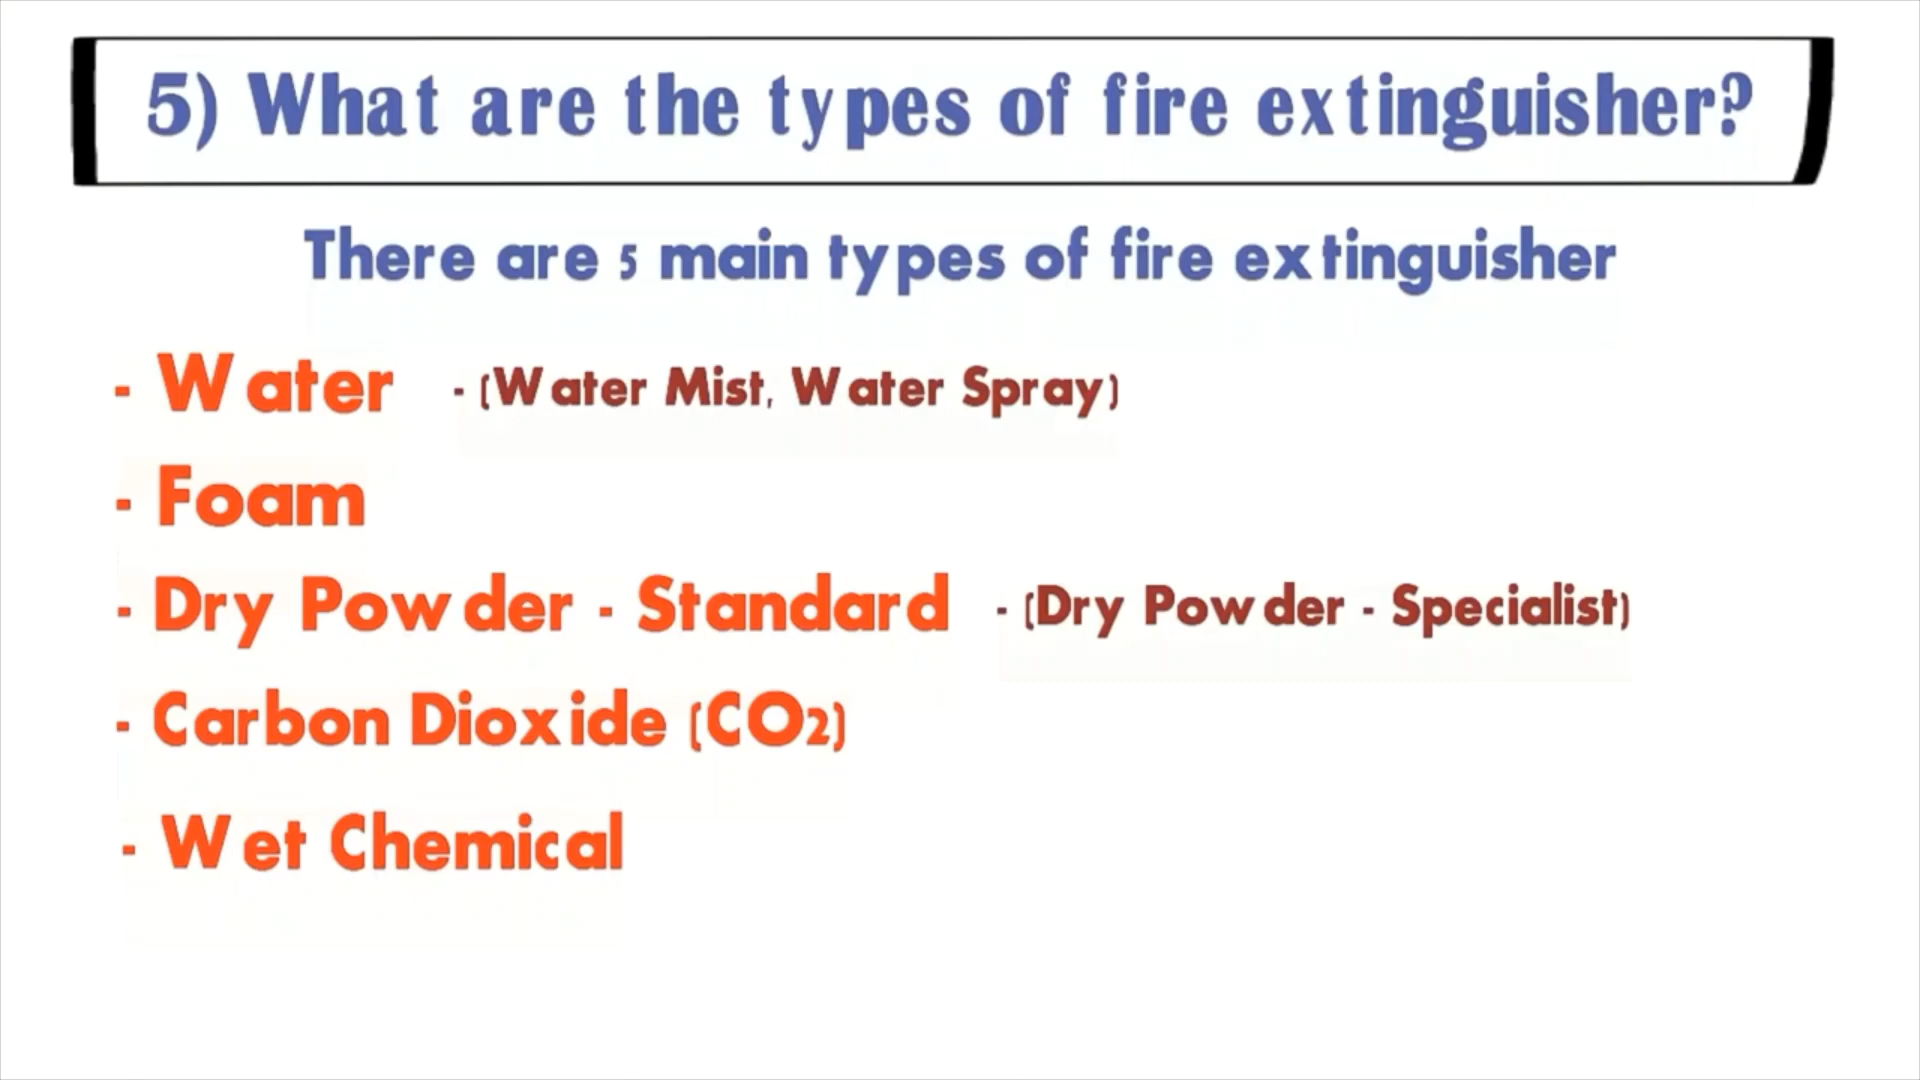 5) What are the types of fire extinguisher?
There are 5 main types of fire extinguisher
- Water - (Water Mist, Water Spray)
- Foam
- Dry Powder - Standard - (Dry Powder - Specialist)
- Carbon Dioxide (CO2)
- Wet Chemical